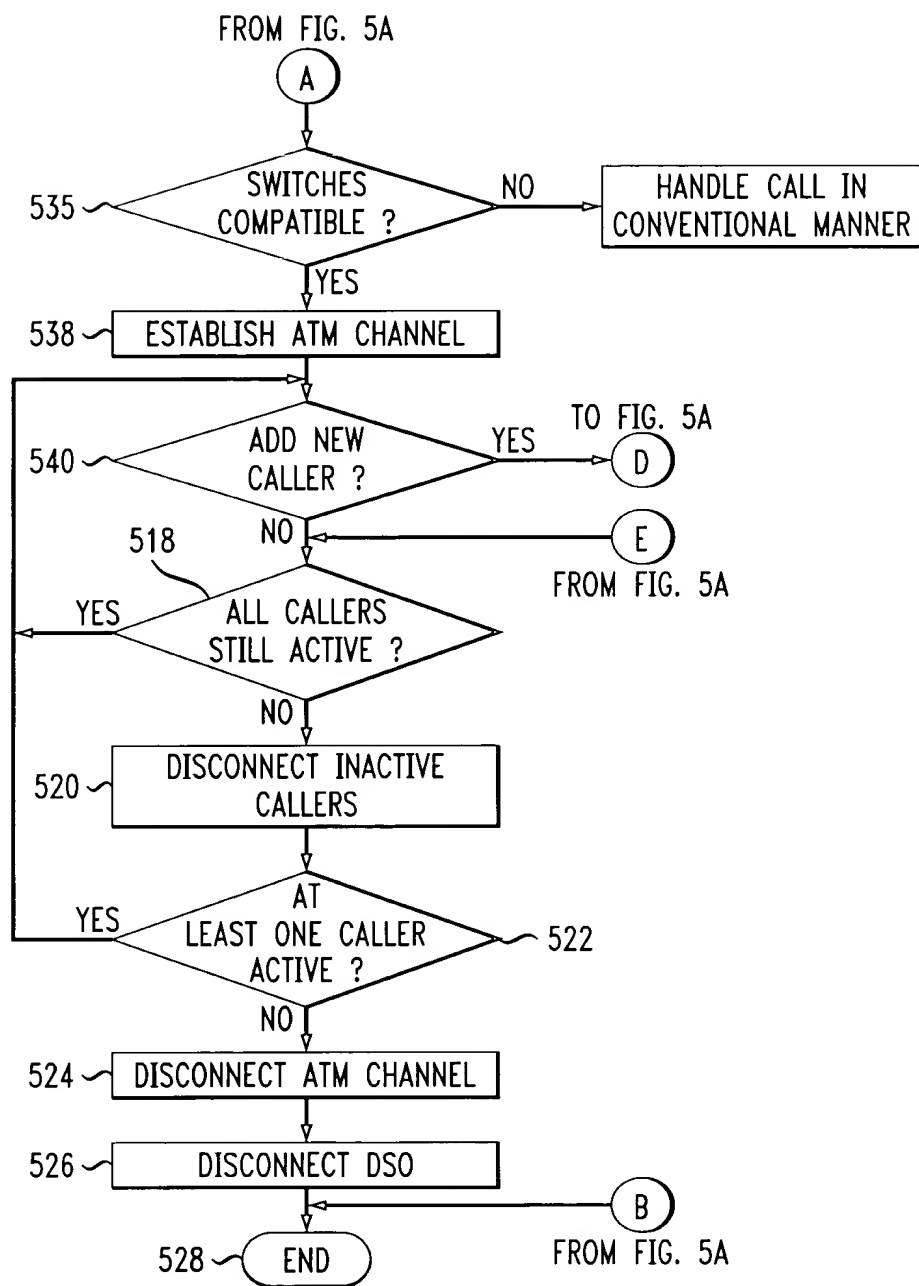 FROM FIG. 5A
A
535
SWITCHES
COMPATIBLE ?
NO
HANDLE CALL IN
CONVENTIONAL MANNER
YES
538
ESTABLISH ATM CHANNEL
540
ADD NEW
CALLER ?
YES
TO FIG. 5A
D
NO
E
FROM FIG. 5A
518
YES
ALL CALLERS
STILL ACTIVE ?
NO
520
DISCONNECT INACTIVE
CALLERS
YES
AT
LEAST ONE CALLER
ACTIVE ?
522
NO
524
DISCONNECT ATM CHANNEL
526
DISCONNECT DSO
B
FROM FIG. 5A
528
END